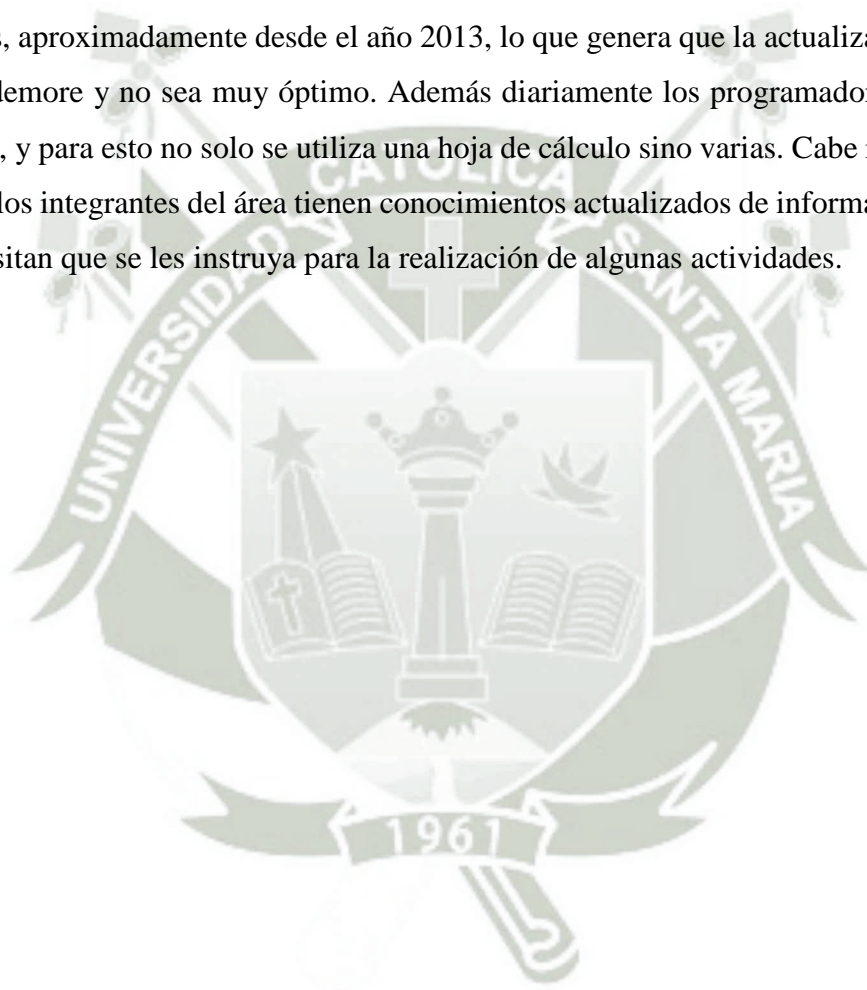 s, aproximadamente desde el año 2013, lo que genera que la actualiza
demore y no sea muy óptimo. Además diariamente los programador
, y para esto no solo se utiliza una hoja de cálculo sino varias. Cabe
los integrantes del área tienen conocimientos actualizados de informa
sitan que se les instruya para la realización de algunas actividades.
UNIVERSIDAD CATOLICA SANTA MARIA
1961